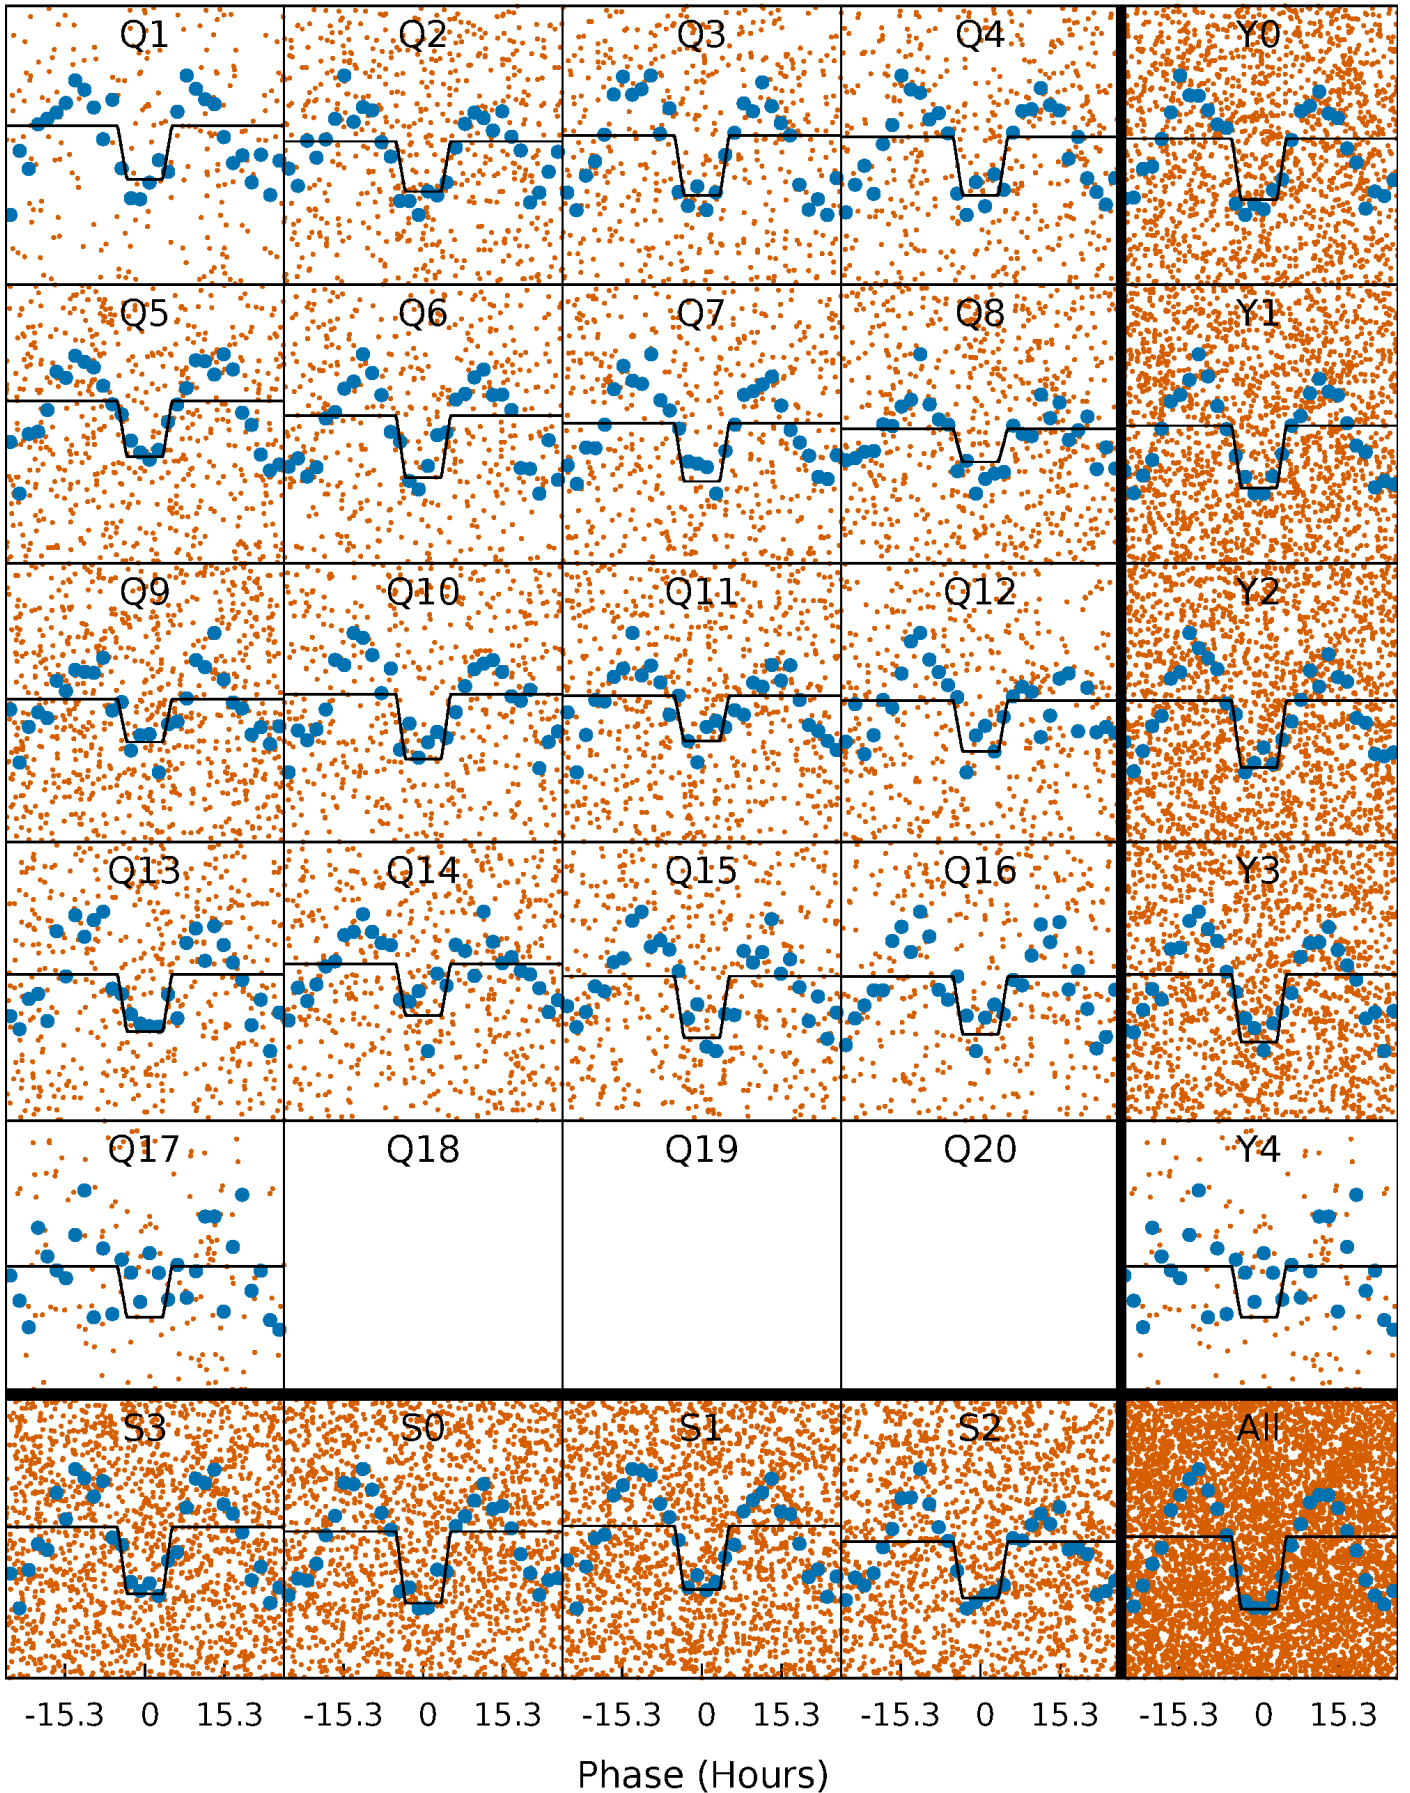 Q1 Q2 Q3 Q4 Y0
Q5 Q6 Q7 Q8 Y1
Q9 Q10 Q11 Q12 Y2
Q13 Q14 Q15 Q16 Y3
Q17 Q18 Q19 Q20 Y4
S3 S0 S1 S2 All
-15.3 0 15.3 -15.3 0 15.3 -15.3 0 15.3 -15.3 0 15.3 -15.3 0 15.3
Phase (Hours)